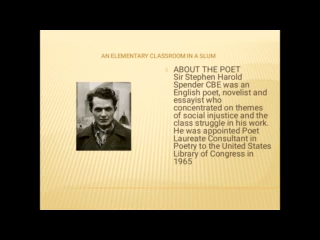 AN ELEMENTARY CLASSROOM IN A SLUM
ABOUT THE POET
Sir Stephen Harold
Spender CBE was an
English poet, novelist and
essayist who
concentrated on themes
of social injustice and the
class struggle in his work.
He was appointed Poet
Laureate Consultant in
Poetry to the United States
Library of Congress in
1965